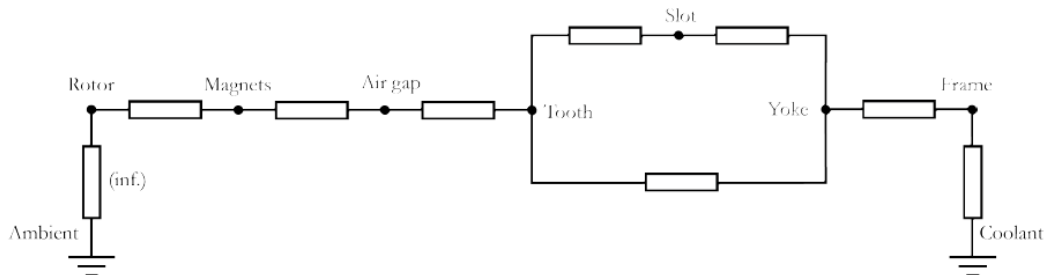 Slot
Rotor
Magnets
Air gap
Frame
Tooth
Yoke
(inf.)
Ambient
Coolant